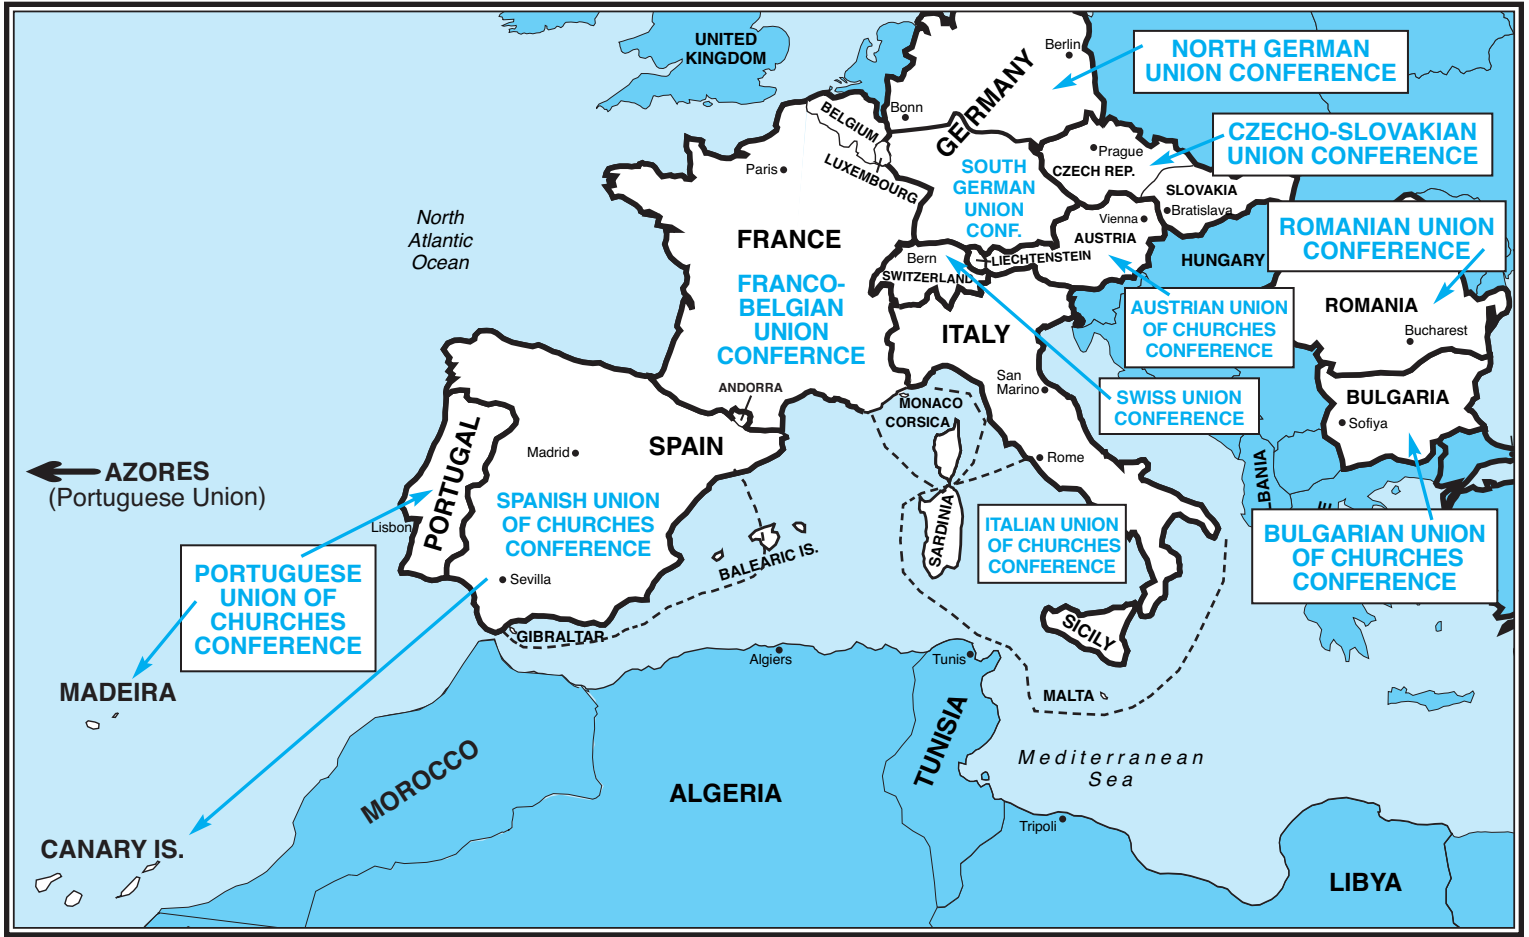 UNITED
KINGDOM
Berlin
NORTH GERMAN
UNION CONFERENCE
GERMANY
Bonn
BELGIUM
LUXEMBOURG
Paris
CZECHO-SLOVAKIAN
UNION CONFERENCE
Prague
CZECH REP.
SLOVAKIA
Bratislava
SOUTH
GERMAN
UNION
CONF.
Vienna
AUSTRIA
North
Atlantic
Ocean
FRANCE
FRANCO-
BELGIAN
UNION
CONFERNCE
Bern
SWITZERLAND
LIECHTENSTEIN
HUNGARY
ROMANIAN UNION
CONFERENCE
ROMANIA
Bucharest
AUSTRIAN UNION
OF CHURCHES
CONFERENCE
ITALY
San
Marino
SWISS UNION
CONFERENCE
BULGARIA
Sofiya
ANDORRA
MONACO
CORSICA
PORTUGAL
Madrid
SPAIN
Rome
AZORES
(Portuguese Union)
Lisbon
SPANISH UNION
OF CHURCHES
CONFERENCE
Sevilla
BALEARIC IS.
SARDINIA
ITALIAN UNION
OF CHURCHES
CONFERENCE
BANIA
BULGARIAN UNION
OF CHURCHES
CONFERENCE
PORTUGUESE
UNION OF
CHURCHES
CONFERENCE
GIBRALTAR
SICILY
MADEIRA
Algiers
Tunis
MALTA
MOROCCO
ALGERIA
TUNISIA
Mediterranean
Sea
Tripoli
CANARY IS.
LIBYA